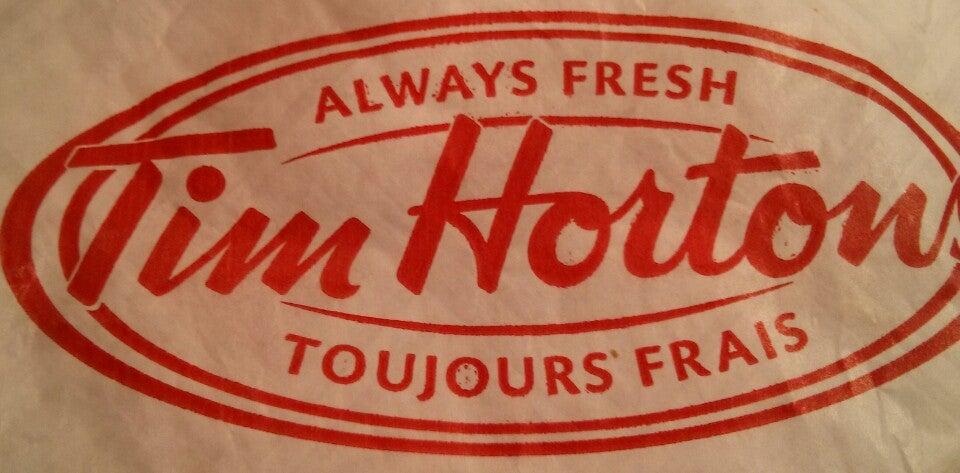 ALWAYS FRESH
Tim Hortons
TOUJOURS FRAIS